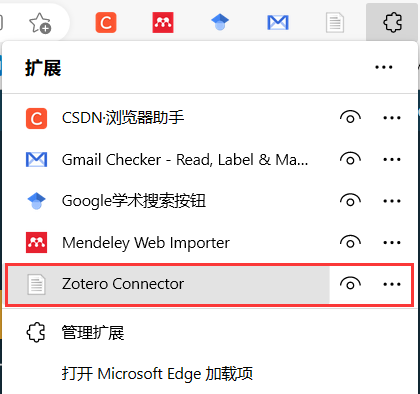 扩展
CSDN·浏览器助手
Gmail Checker - Read, Label & Ma...
Google学术搜索按钮
Mendeley Web Importer
Zotero Connector
管理扩展
打开 Microsoft Edge 加载项